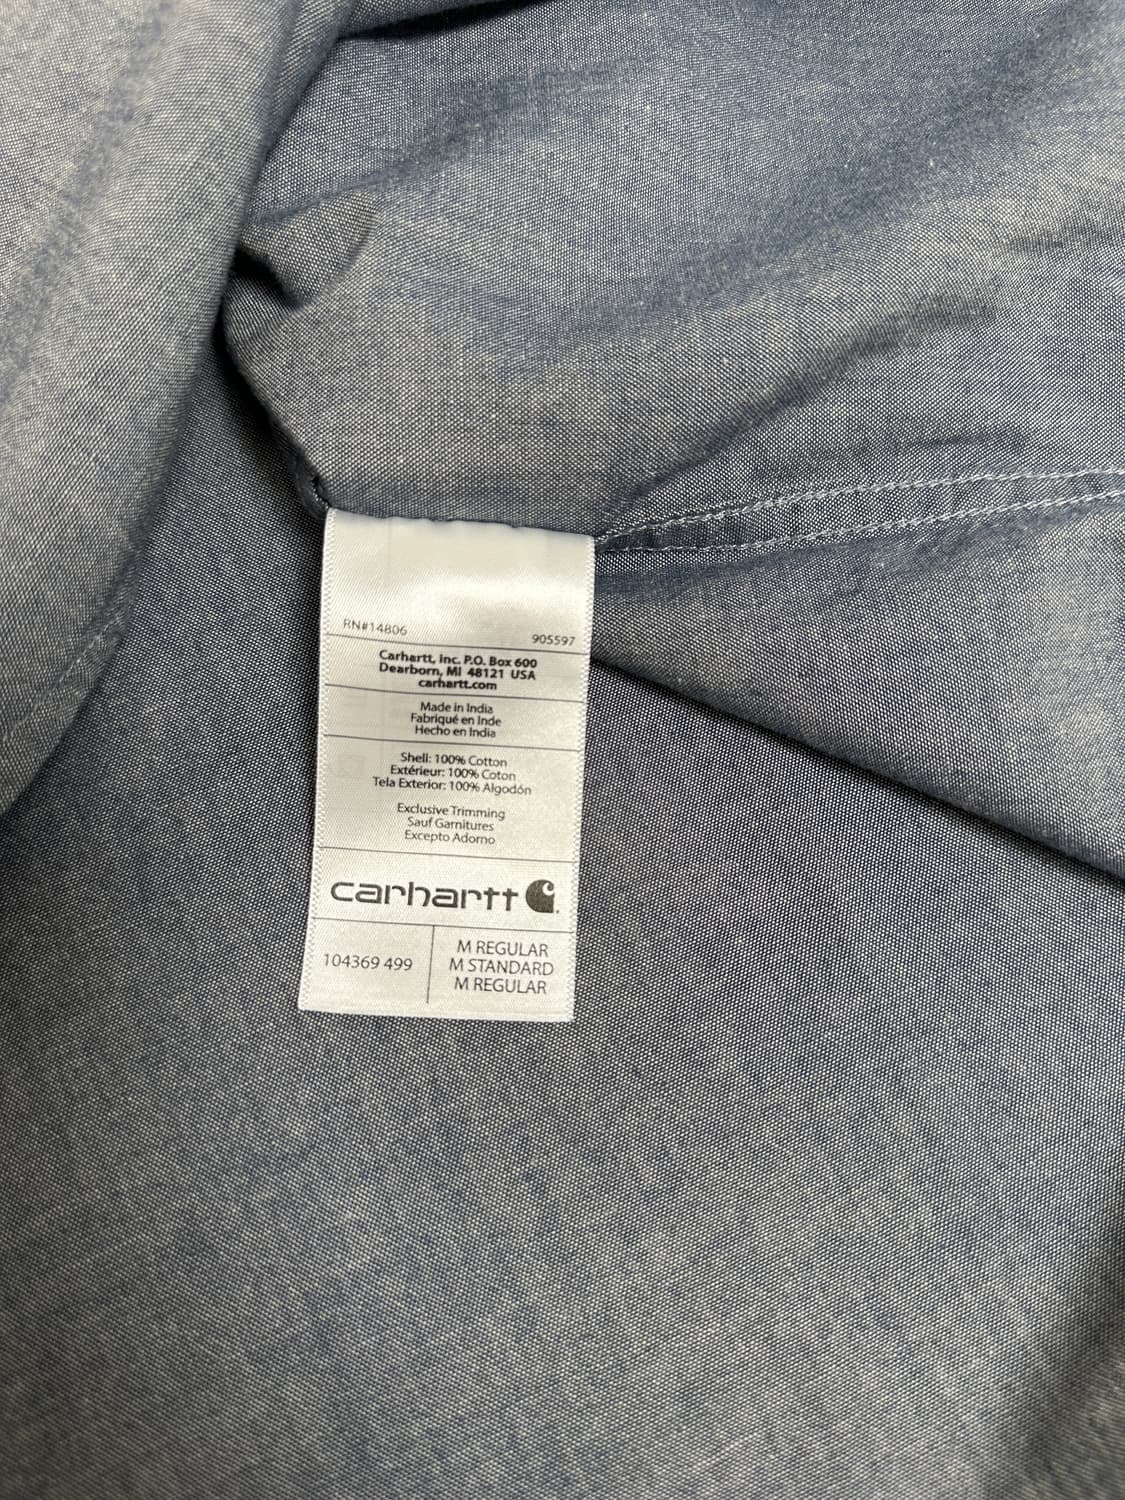 RN#14806 905597
Carhartt, Inc. P.O. Box 600
Dearborn, MI 48121 USA
carhartt.com
Made in India
Fabriqué en Inde
Hecho en India
Shell: 100% Cotton
Extérieur: 100% Coton
Tela Exterior: 100% Algodón
Exclusive Trimming
Sauf Garnitures
Excepto Adorno
carhartt
104369 499
M REGULAR
M STANDARD
M REGULAR